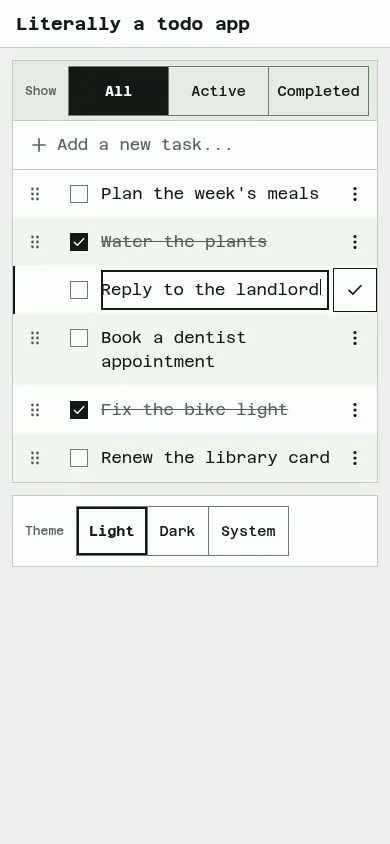 Literally a todo app
Show
All
Active
Completed
Add a new task...
Plan the week's meals
Water the plants
Reply to the landlord
Book a dentist
appointment
Fix the bike light
Renew the library card
Theme
Light
Dark
System